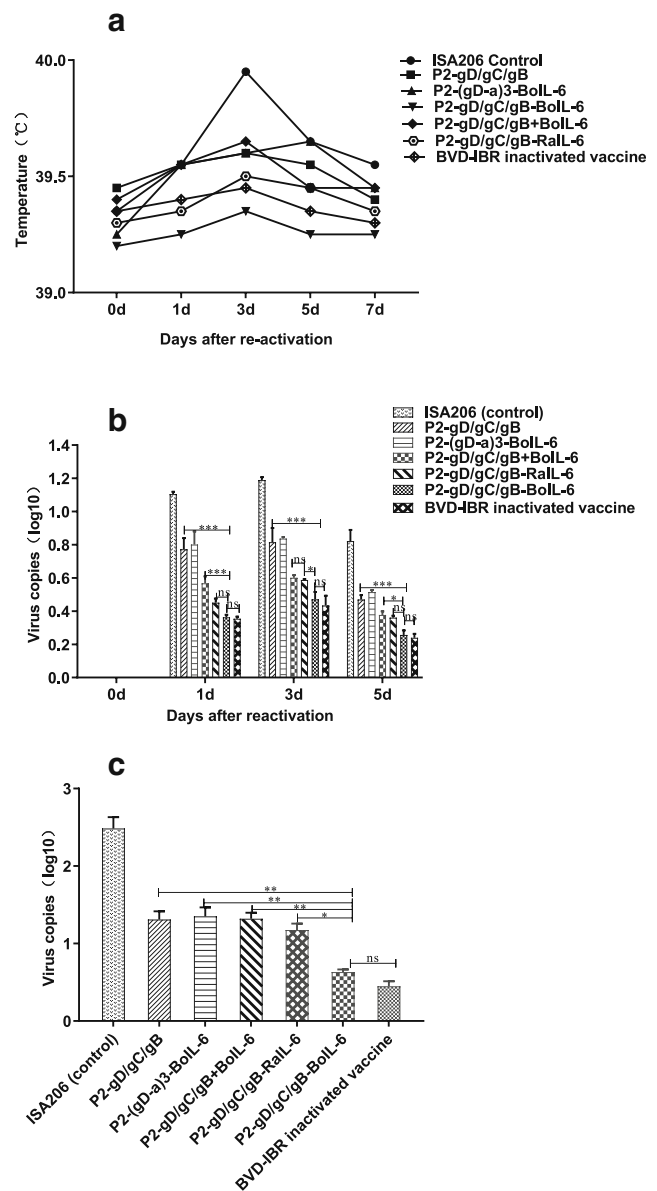 a
40.0
39.5
39.0
Temperature（℃）
0d 1d 3d 5d 7d
Days after re-activation
ISA206 Control
P2-gD/gC/gB
P2-(gD-a)3-BoIL-6
P2-gD/gC/gB-BoIL-6
P2-gD/gC/gB+BoIL-6
P2-gD/gC/gB-RaIL-6
BVD-IBR inactivated vaccine
b
ISA206 (control)
P2-gD/gC/gB
P2-(gD-a)3-BoIL-6
P2-gD/gC/gB+BoIL-6
P2-gD/gC/gB-RaIL-6
P2-gD/gC/gB-BoIL-6
BVD-IBR inactivated vaccine
1.4
1.2
1.0
0.8
0.6
0.4
0.2
0.0
Virus copies（log10）
***
***
ns
ns
***
ns
*
ns
***
*
ns
ns
0d 1d 3d 5d
Days after reactivation
c
3
2
1
0
Virus copies（log10）
**
**
**
*
ns
ISA206 (control)
P2-gD/gC/gB
P2-(gD-a)3-BoIL-6
P2-gD/gC/gB+BoIL-6
P2-gD/gC/gB-RaIL-6
P2-gD/gC/gB-BoIL-6
BVD-IBR inactivated vaccine